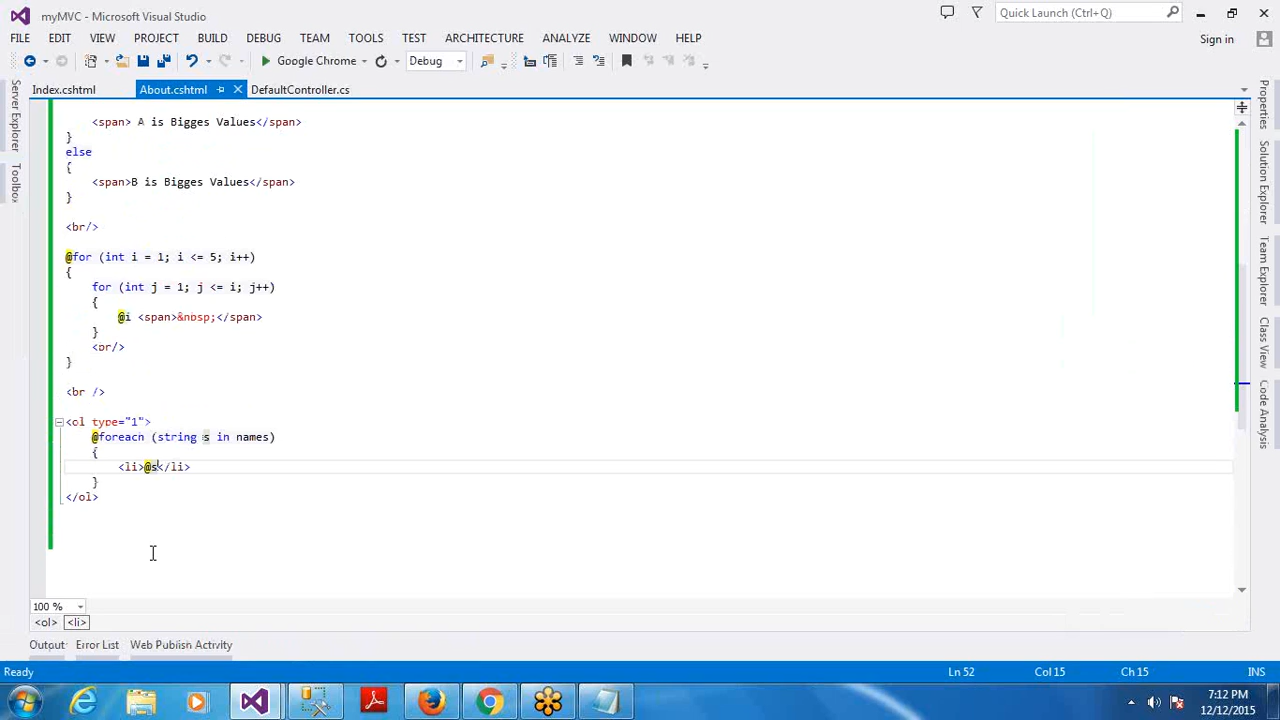 myMVC - Microsoft Visual Studio
Quick Launch (Ctrl+Q)
FILE EDIT VIEW PROJECT BUILD DEBUG TEAM TOOLS TEST ARCHITECTURE ANALYZE WINDOW HELP
Sign in
Google Chrome Debug
Index.cshtml About.cshtml DefaultController.cs
Server Explorer
Toolbox
<span> A is Bigges Values</span>
}
else
{
<span>B is Bigges Values</span>
}
<br/>
@for (int i = 1; i <= 5; i++)
{
for (int j = 1; j <= i; j++)
{
@i <span>&nbsp;</span>
}
<br/>
}
<br />
<ol type="1">
@foreach (string s in names)
{
<li>@s</li>
}
</ol>
Properties
Solution Explorer
Team Explorer
Class View
Code Analysis
100 %
<ol> <li>
Output Error List Web Publish Activity
Ready Ln 52 Col 15 Ch 15 INS
7:12 PM
12/12/2015